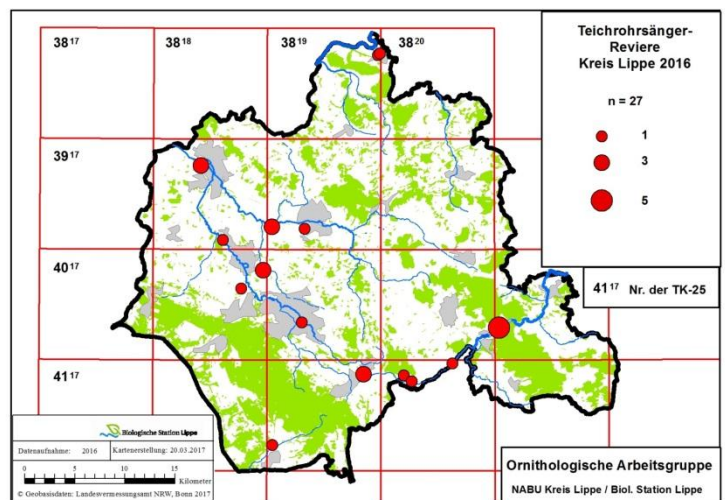 38 17
38 18
38 19
38 20
39 17
40 17
41 17
Teichrohrsänger-
Reviere
Kreis Lippe 2016
n = 27
1
3
5
41 17 Nr. der TK-25
Biologische Station Lippe
Datenaufnahme: 2016 Kartenerstellung: 20.03.2017
0 5 10 15
Kilometer
© Geobasisdaten: Landesvermessungsamt NRW, Bonn 2017
Ornithologische Arbeitsgruppe
NABU Kreis Lippe / Biol. Station Lippe